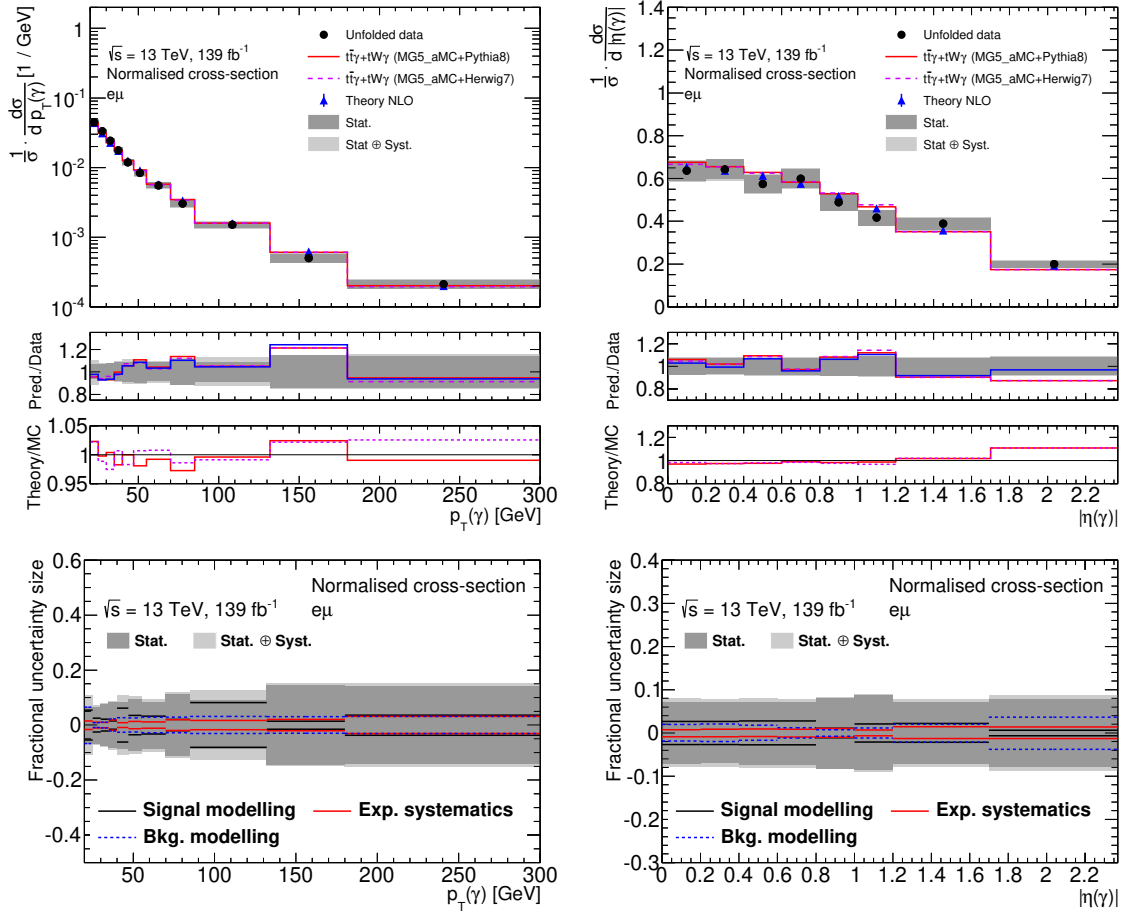 1/σ · dσ/d p_T(γ) [1 / GeV]
1
10⁻¹
10⁻²
10⁻³
10⁻⁴
√s = 13 TeV, 139 fb⁻¹
Normalised cross-section
eμ
Unfolded data
tt̄γ+tWγ (MG5_aMC+Pythia8)
tt̄γ+tWγ (MG5_aMC+Herwig7)
Theory NLO
Stat.
Stat ⊕ Syst.
Pred./Data
1.2
1
0.8
Theory/MC
1.05
1
0.95
50 100 150 200 250 300
p_T(γ) [GeV]
1/σ · dσ/d |η(γ)|
1.4
1.2
1
0.8
0.6
0.4
0.2
0
√s = 13 TeV, 139 fb⁻¹
Normalised cross-section
eμ
Unfolded data
tt̄γ+tWγ (MG5_aMC+Pythia8)
tt̄γ+tWγ (MG5_aMC+Herwig7)
Theory NLO
Stat.
Stat ⊕ Syst.
Pred./Data
1.2
1
0.8
Theory/MC
1.2
1
0.8
0 0.2 0.4 0.6 0.8 1 1.2 1.4 1.6 1.8 2 2.2
|η(γ)|
Fractional uncertainty size
0.6
0.4
0.2
0
-0.2
-0.4
Normalised cross-section
√s = 13 TeV, 139 fb⁻¹
eμ
Stat. Stat. ⊕ Syst.
Signal modelling Exp. systematics
Bkg. modelling
50 100 150 200 250 300
p_T(γ) [GeV]
Fractional uncertainty size
0.4
0.3
0.2
0.1
0
-0.1
-0.2
-0.3
Normalised cross-section
√s = 13 TeV, 139 fb⁻¹
eμ
Stat. Stat. ⊕ Syst.
Signal modelling Exp. systematics
Bkg. modelling
0 0.2 0.4 0.6 0.8 1 1.2 1.4 1.6 1.8 2 2.2
|η(γ)|